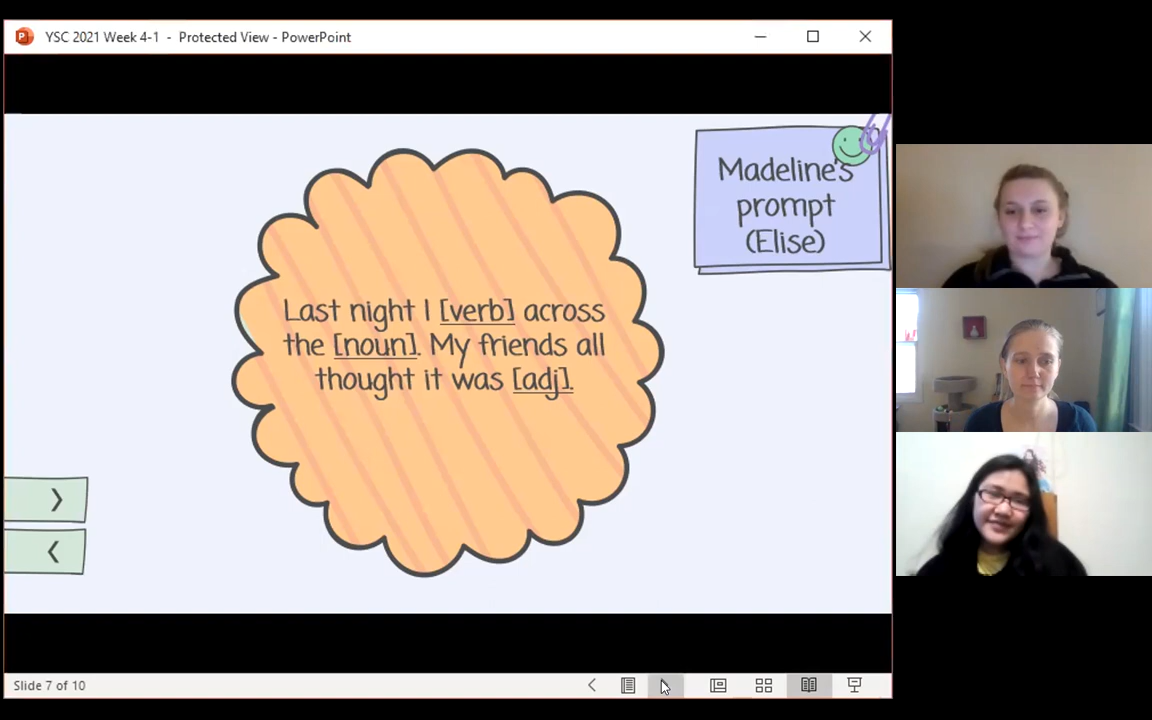 YSC 2021 Week 4-1 - Protected View - PowerPoint
Madeline's
prompt
(Elise)
Last night I [verb] across
the [noun]. My friends all
thought it was [adj].
Slide 7 of 10